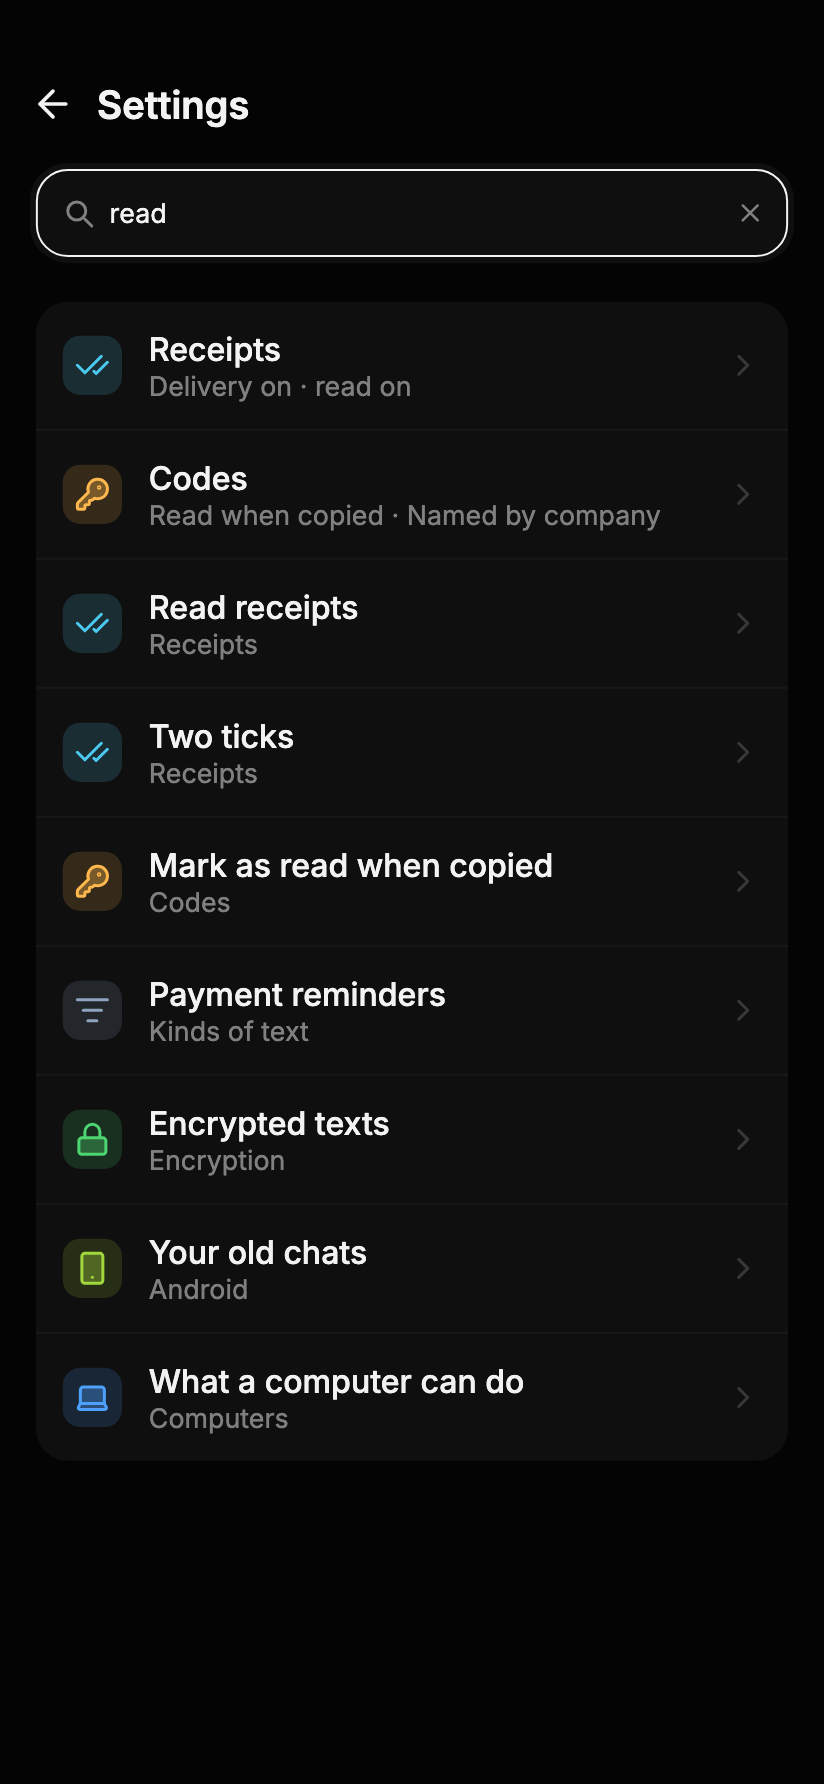 Settings
read
Receipts
Delivery on · read on
Codes
Read when copied · Named by company
Read receipts
Receipts
Two ticks
Receipts
Mark as read when copied
Codes
Payment reminders
Kinds of text
Encrypted texts
Encryption
Your old chats
Android
What a computer can do
Computers